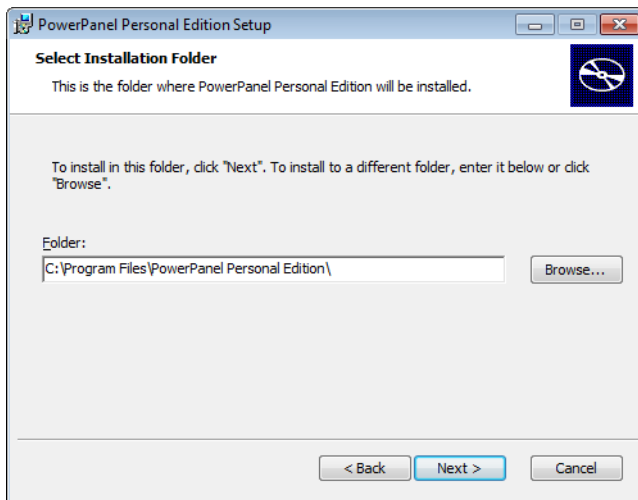 PowerPanel Personal Edition Setup
Select Installation Folder
This is the folder where PowerPanel Personal Edition will be installed.
To install in this folder, click "Next". To install to a different folder, enter it below or click
"Browse".
Folder:
C:\Program Files\PowerPanel Personal Edition\
Browse...
< Back
Next >
Cancel